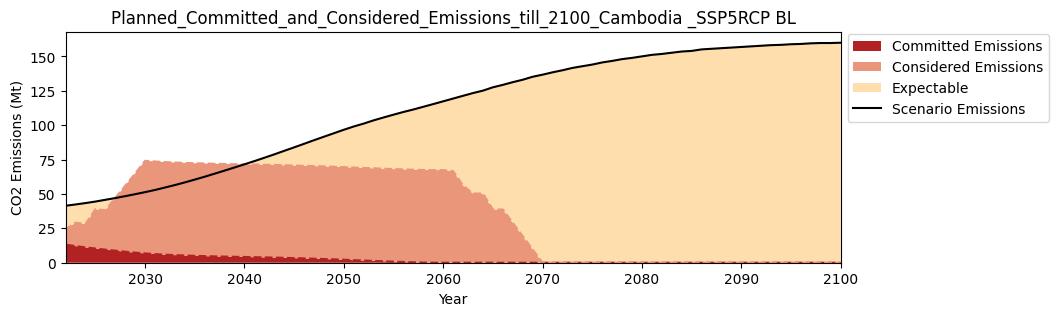 Planned_Committed_and_Considered_Emissions_till_2100_Cambodia _SSP5RCP BL
Committed Emissions
Considered Emissions
Expectable
Scenario Emissions
CO2 Emissions (Mt)
150
125
100
75
50
25
0
2030 2040 2050 2060 2070 2080 2090 2100
Year